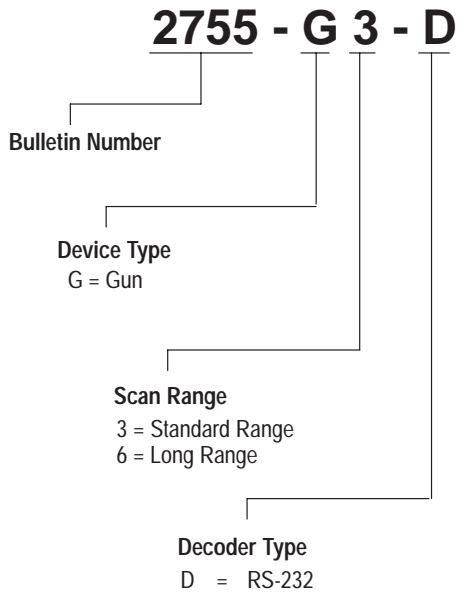 2755 - G 3 - D
Bulletin Number
Device Type
G = Gun
Scan Range
3 = Standard Range
6 = Long Range
Decoder Type
D = RS-232